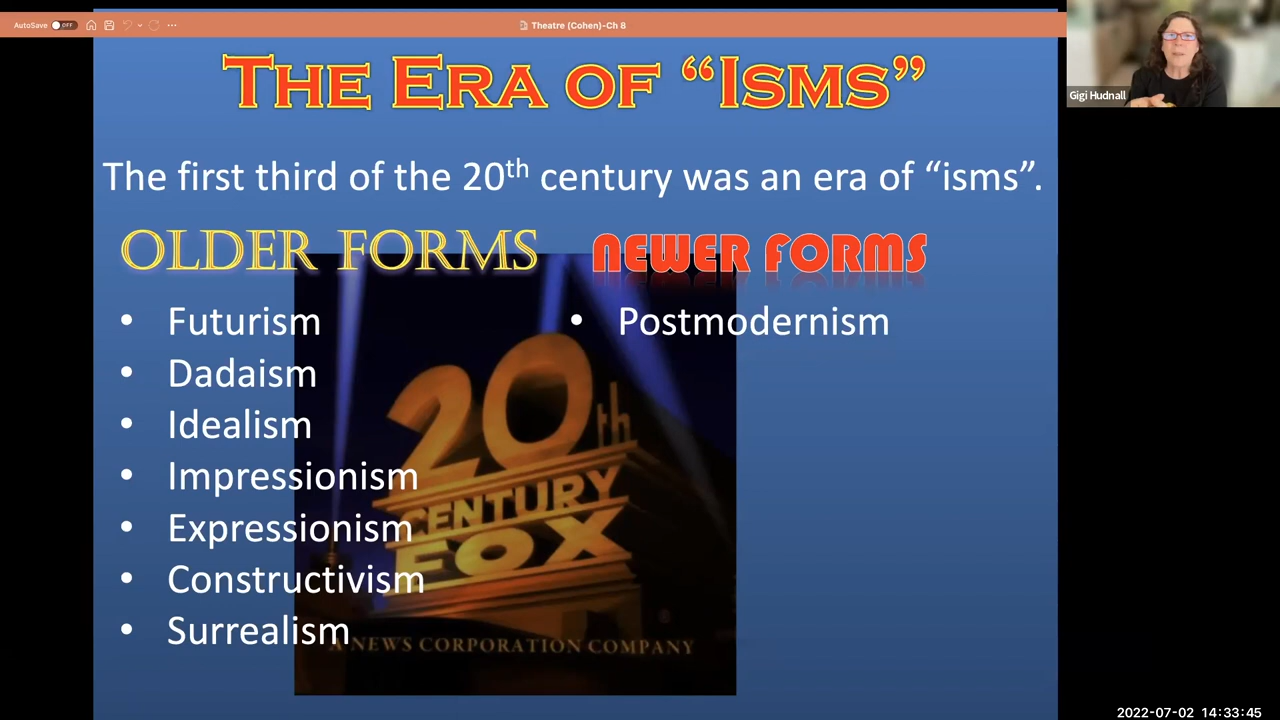 AutoSave OFF
Theatre (Cohen)-Ch 8
Gigi Hudnall
THE ERA OF “ISMS”
The first third of the 20th century was an era of “isms”.
OLDER FORMS
• Futurism
• Dadaism
• Idealism
• Impressionism
• Expressionism
• Constructivism
• Surrealism
NEWER FORMS
• Postmodernism
20th
CENTURY
FOX
A NEWS CORPORATION COMPANY
2022-07-02 14:33:45